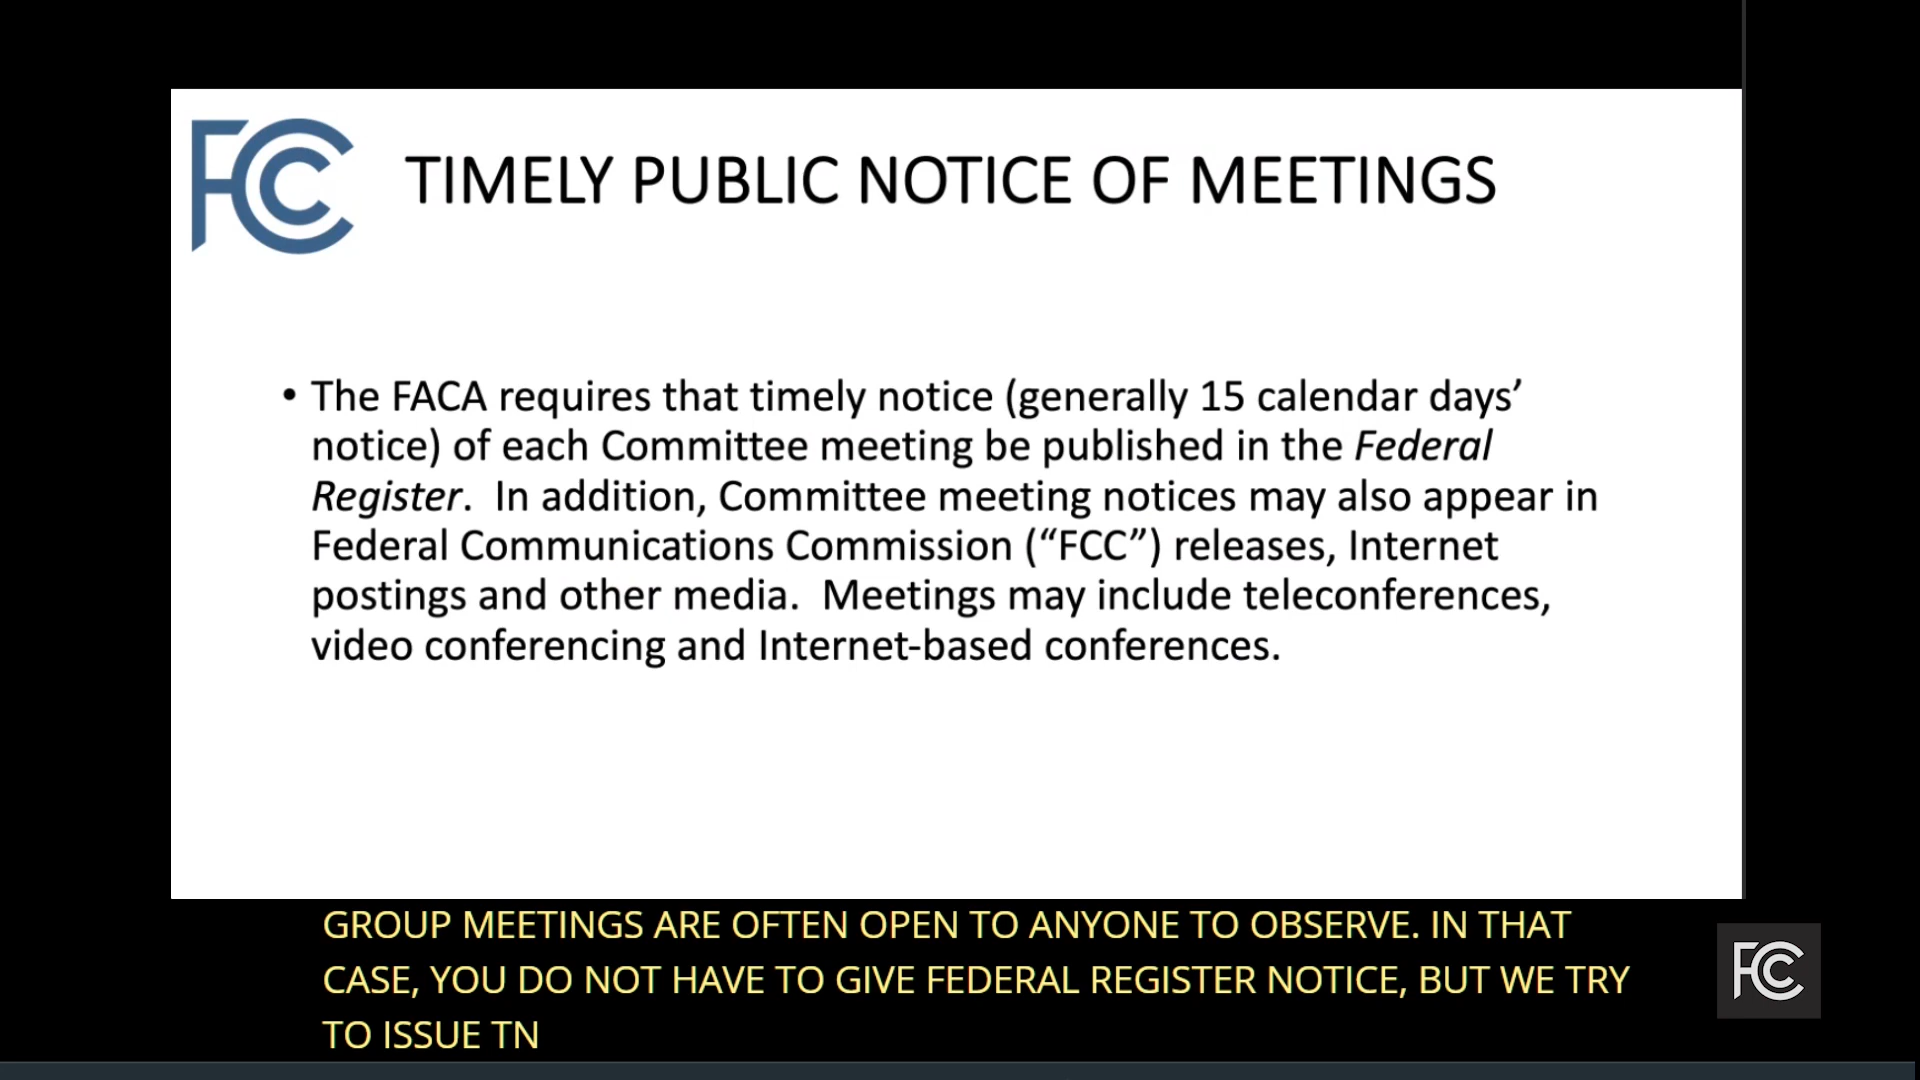 FCC
TIMELY PUBLIC NOTICE OF MEETINGS
• The FACA requires that timely notice (generally 15 calendar days’
notice) of each Committee meeting be published in the Federal
Register.  In addition, Committee meeting notices may also appear in
Federal Communications Commission (“FCC”) releases, Internet
postings and other media.  Meetings may include teleconferences,
video conferencing and Internet-based conferences.
GROUP MEETINGS ARE OFTEN OPEN TO ANYONE TO OBSERVE. IN THAT
CASE, YOU DO NOT HAVE TO GIVE FEDERAL REGISTER NOTICE, BUT WE TRY
TO ISSUE TN
FCC